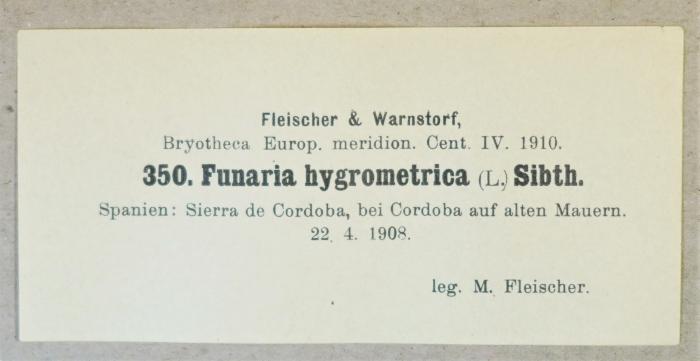 Fleischer & Warnstorf,
Bryotheca Europ. meridion. Cent. IV. 1910.
350. Funaria hygrometrica (L.) Sibth.
Spanien: Sierra de Cordoba, bei Cordoba auf alten Mauern.
22. 4. 1908.
leg. M. Fleischer.